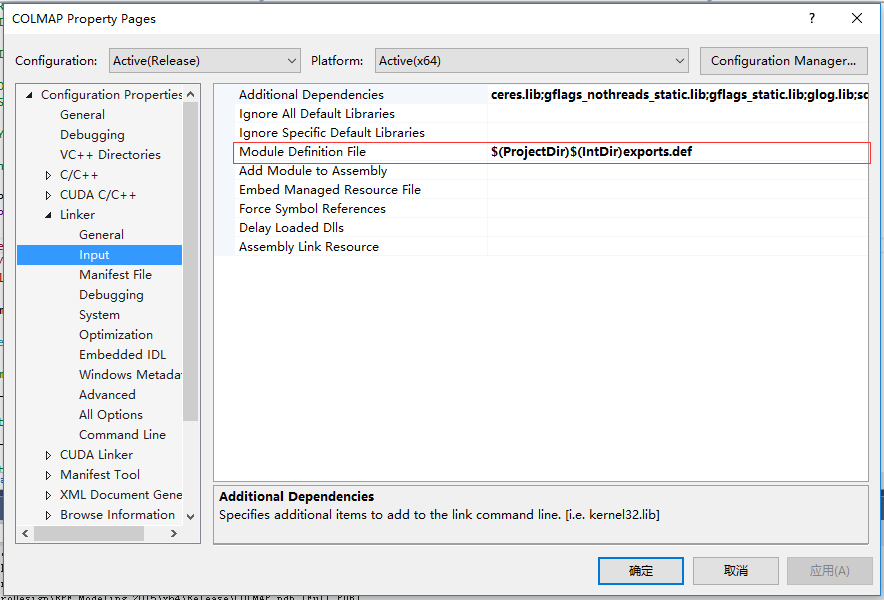 COLMAP Property Pages
?
Configuration: Active(Release) Platform: Active(x64) Configuration Manager...
Configuration Properties
General
Debugging
VC++ Directories
C/C++
CUDA C/C++
Linker
General
Input
Manifest File
Debugging
System
Optimization
Embedded IDL
Windows Metadat
Advanced
All Options
Command Line
CUDA Linker
Manifest Tool
XML Document Gene
Browse Information
Additional Dependencies ceres.lib;gflags_nothreads_static.lib;gflags_static.lib;glog.lib;
Ignore All Default Libraries
Ignore Specific Default Libraries
Module Definition File $(ProjectDir)$(IntDir)exports.def
Add Module to Assembly
Embed Managed Resource File
Force Symbol References
Delay Loaded Dlls
Assembly Link Resource
Additional Dependencies
Specifies additional items to add to the link command line. [i.e. kernel32.lib]
确定 取消 应用(A)